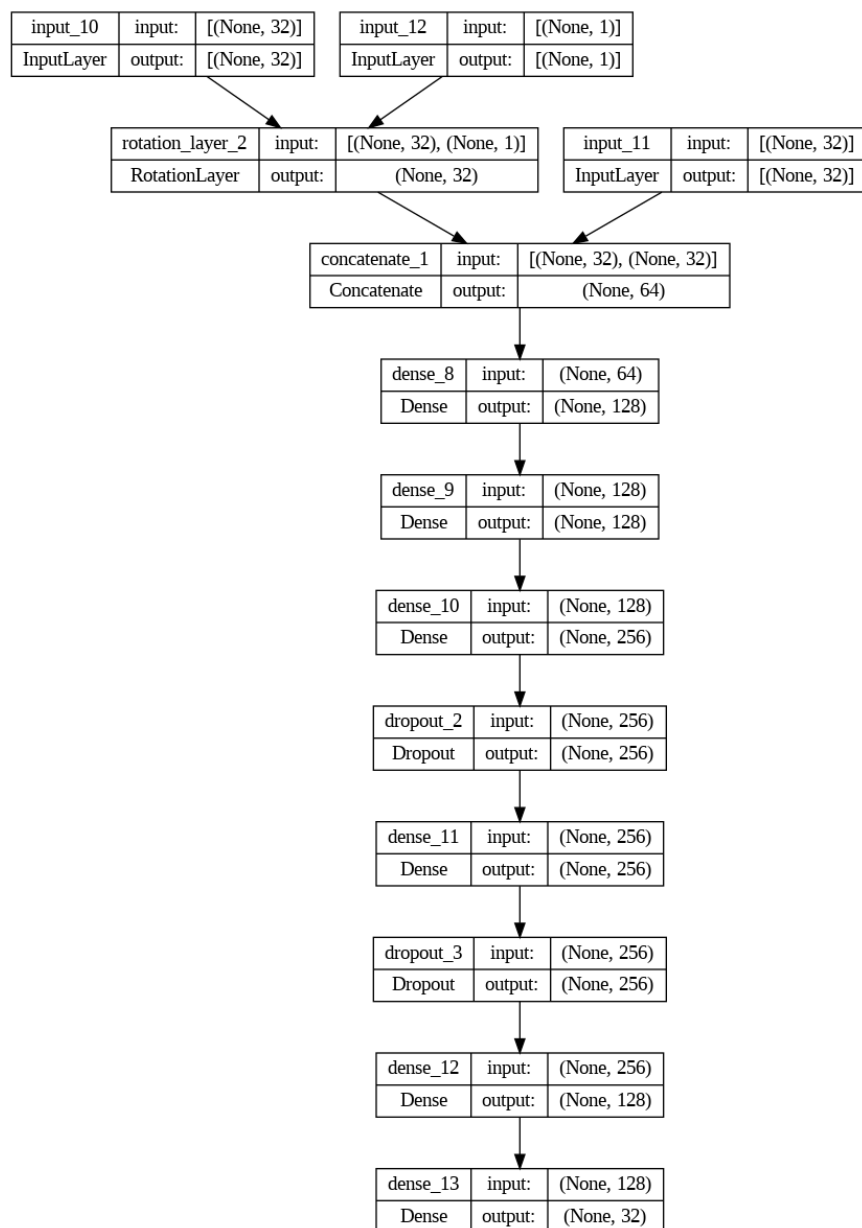 input_10 input: [(None, 32)]
InputLayer output: [(None, 32)]
input_12 input: [(None, 1)]
InputLayer output: [(None, 1)]
rotation_layer_2 input: [(None, 32), (None, 1)]
RotationLayer output: (None, 32)
input_11 input: [(None, 32)]
InputLayer output: [(None, 32)]
concatenate_1 input: [(None, 32), (None, 32)]
Concatenate output: (None, 64)
dense_8 input: (None, 64)
Dense output: (None, 128)
dense_9 input: (None, 128)
Dense output: (None, 128)
dense_10 input: (None, 128)
Dense output: (None, 256)
dropout_2 input: (None, 256)
Dropout output: (None, 256)
dense_11 input: (None, 256)
Dense output: (None, 256)
dropout_3 input: (None, 256)
Dropout output: (None, 256)
dense_12 input: (None, 256)
Dense output: (None, 128)
dense_13 input: (None, 128)
Dense output: (None, 32)